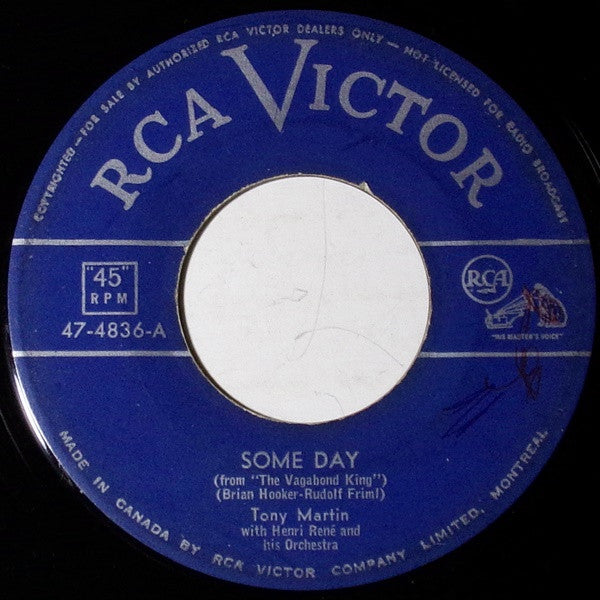 COPYRIGHTED—FOR SALE BY AUTHORIZED RCA VICTOR DEALERS ONLY — NOT LICENSED FOR RADIO BROADCAST
RCA VICTOR
"45"
RPM
47-4836-A
RCA
"HIS MASTER'S VOICE"
SOME DAY
(from "The Vagabond King")
(Brian Hooker-Rudolf Friml)
Tony Martin
with Henri René and
his Orchestra
MADE IN CANADA BY RCA VICTOR COMPANY LIMITED, MONTREAL